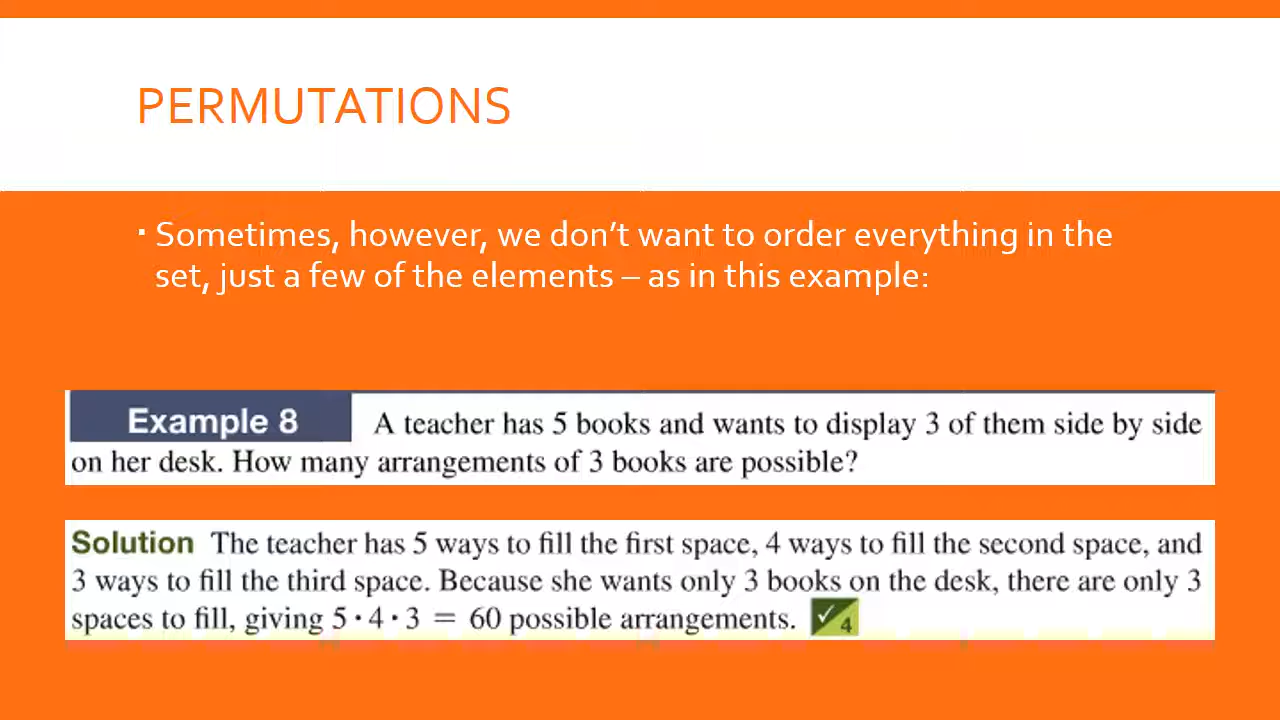 PERMUTATIONS
▪ Sometimes, however, we don’t want to order everything in the
set, just a few of the elements – as in this example:
Example 8 A teacher has 5 books and wants to display 3 of them side by side
on her desk. How many arrangements of 3 books are possible?
Solution The teacher has 5 ways to fill the first space, 4 ways to fill the second space, and
3 ways to fill the third space. Because she wants only 3 books on the desk, there are only 3
spaces to fill, giving 5 · 4 · 3 = 60 possible arrangements. ✓4